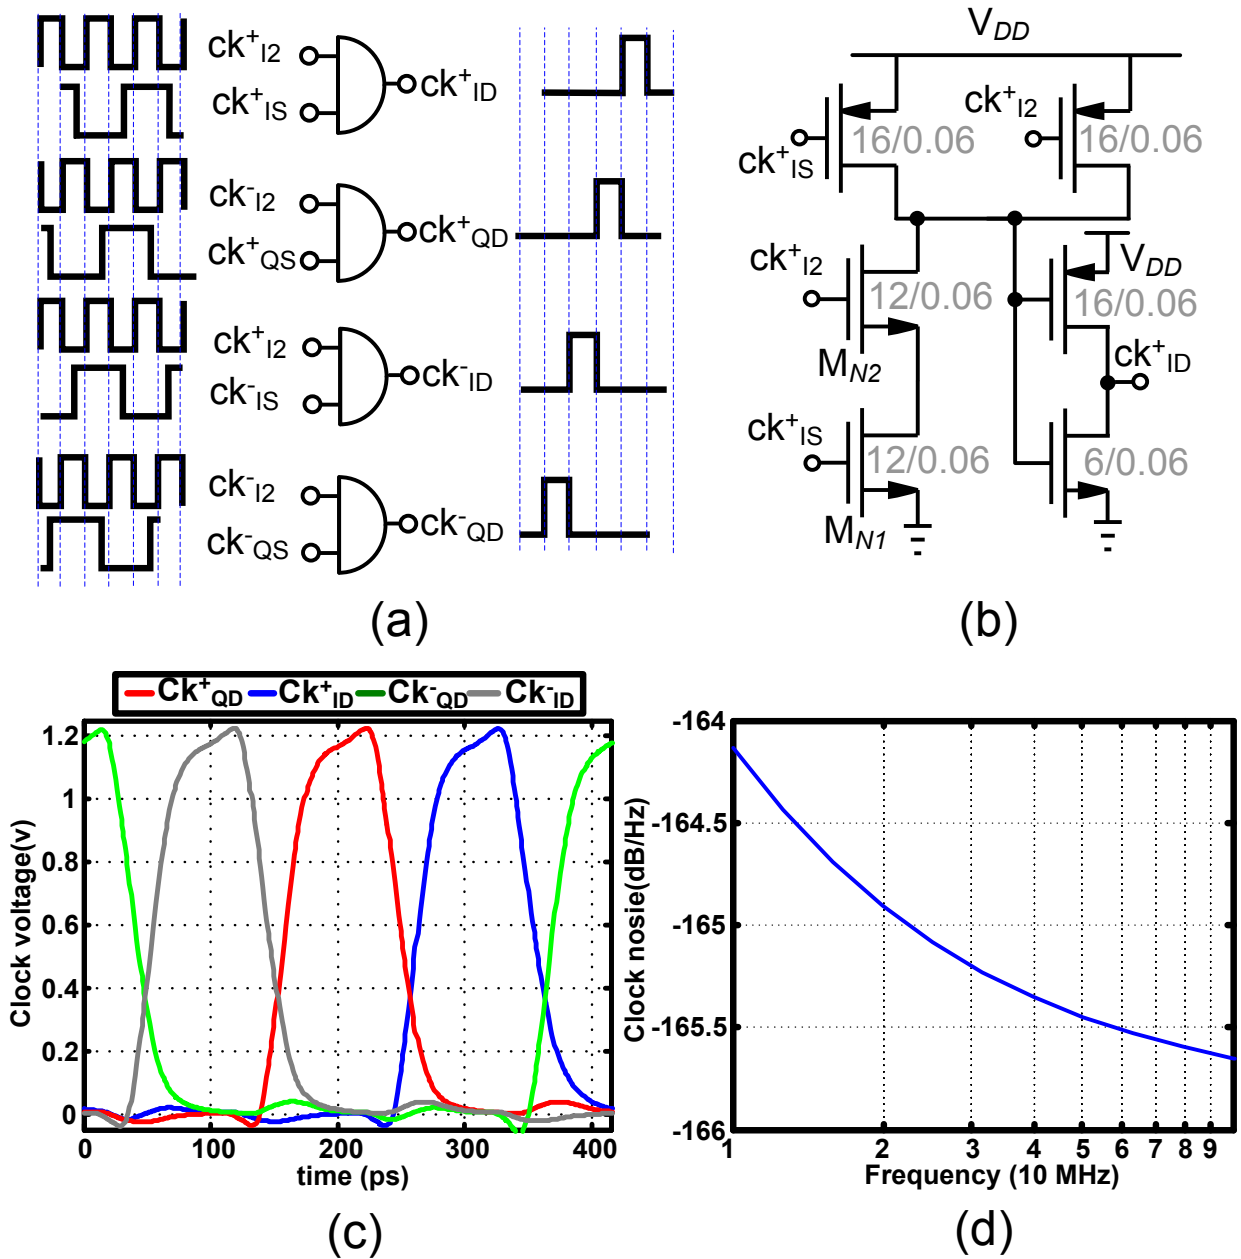 ck+I2
ck+IS
ck+ID
ck-I2
ck+QS
ck+QD
ck+I2
ck-IS
ck-ID
ck-I2
ck-QS
ck-QD
(a)
VDD
ck+IS
16/0.06
ck+I2
16/0.06
ck+I2
12/0.06
MN2
VDD
16/0.06
ck+ID
ck+IS
12/0.06
MN1
6/0.06
(b)
Ck+QD Ck+ID Ck-QD Ck-ID
Clock voltage(v)
1.2
1
0.8
0.6
0.4
0.2
0
0 100 200 300 400
time (ps)
(c)
Clock nosie(dB/Hz)
-164
-164.5
-165
-165.5
-166
1 2 3 4 5 6 7 8 9
Frequency (10 MHz)
(d)